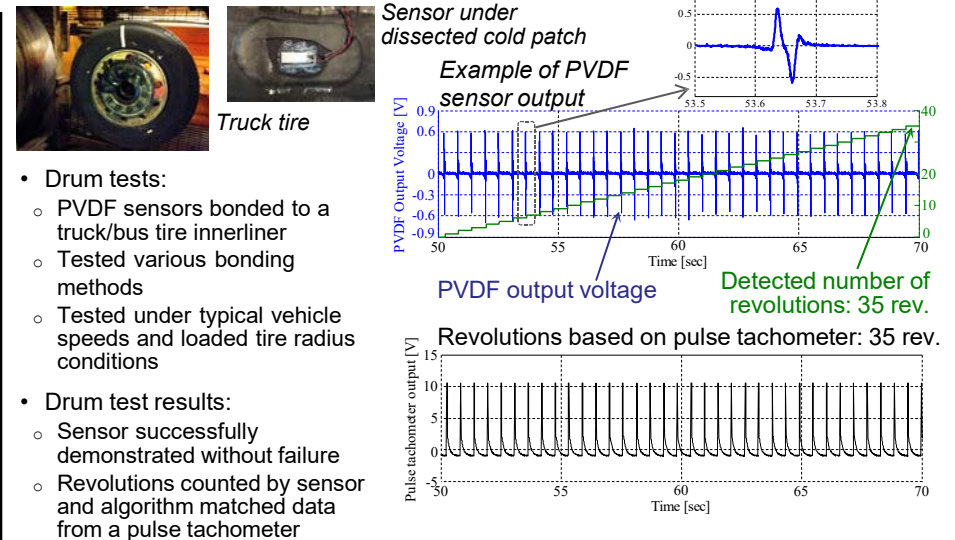 Sensor under
dissected cold patch
Truck tire
Example of PVDF
sensor output
• Drum tests:
○ PVDF sensors bonded to a
truck/bus tire innerliner
○ Tested various bonding
methods
○ Tested under typical vehicle
speeds and loaded tire radius
conditions
• Drum test results:
○ Sensor successfully
demonstrated without failure
○ Revolutions counted by sensor
and algorithm matched data
from a pulse tachometer
0.5
0
-0.5
53.5 53.6 53.7 53.8
PVDF Output Voltage [V]
0.9
0.6
0
-0.3
-0.6
-0.9
40
20
10
0
50 55 60 65 70
Time [sec]
PVDF output voltage
Detected number of
revolutions: 35 rev.
Revolutions based on pulse tachometer: 35 rev.
Pulse tachometer output [V]
15
10
5
0
-5
50 55 60 65 70
Time [sec]